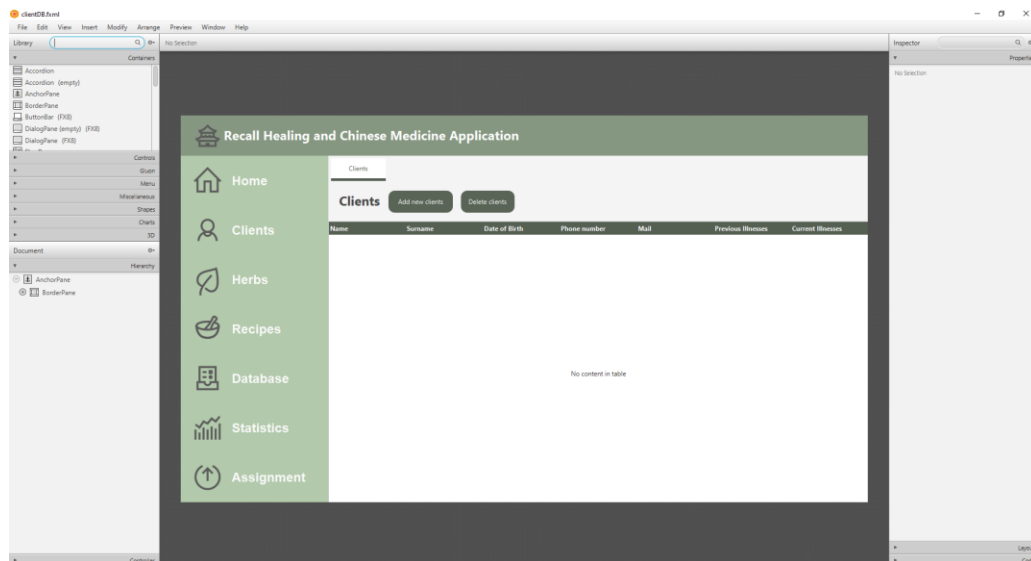 clientDB.fxml
File Edit View Insert Modify Arrange Preview Window Help
Library
No Selection
Inspector
Containers
Properti
Accordion
Accordion (empty)
AnchorPane
BorderPane
ButtonBar (FX8)
DialogPane (empty) (FX8)
DialogPane (FX8)
Controls
Gluon
Menu
Miscellaneous
Shapes
Charts
3D
Document
Hierarchy
AnchorPane
BorderPane
Controller
Recall Healing and Chinese Medicine Application
Home
Clients
Herbs
Recipes
Database
Statistics
Assignment
Clients
Clients Add new clients Delete clients
Name Surname Date of Birth Phone number Mail Previous Illnesses Current Illnesses
No content in table
No Selection
Layou